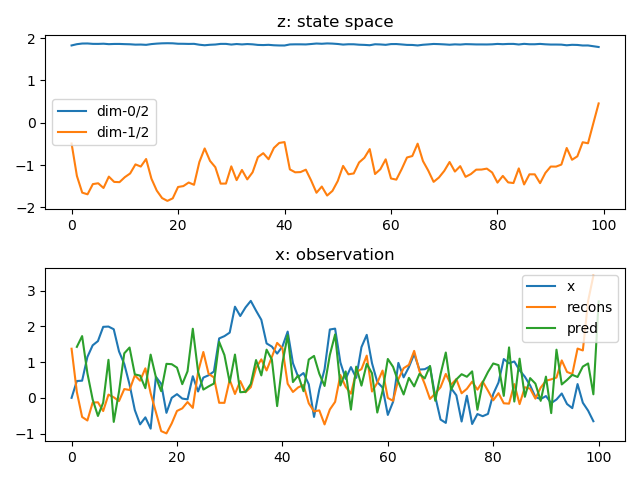 z: state space
2
1
0
−1
−2
dim-0/2
dim-1/2
0 20 40 60 80 100
x: observation
3
2
1
0
−1
x
recons
pred
0 20 40 60 80 100